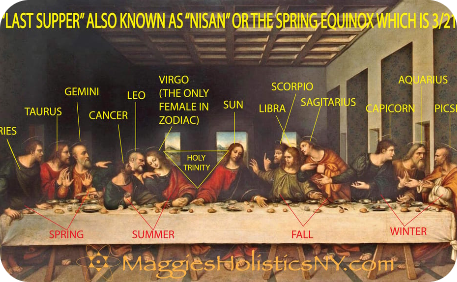 "LAST SUPPER" ALSO KNOWN AS "NISAN" OR THE SPRING EQUINOX WHICH IS 3/21
AQUARIUS
GEMINI
VIRGO
(THE ONLY
FEMALE IN
ZODIAC)
SCORPIO
LEO
SUN
SAGITARIUS
TAURUS
CANCER
LIBRA
CAPICORN
PICS
RIES
HOLY
TRINITY
SPRING
SUMMER
FALL
WINTER
MaggiesHolisticsNY.com